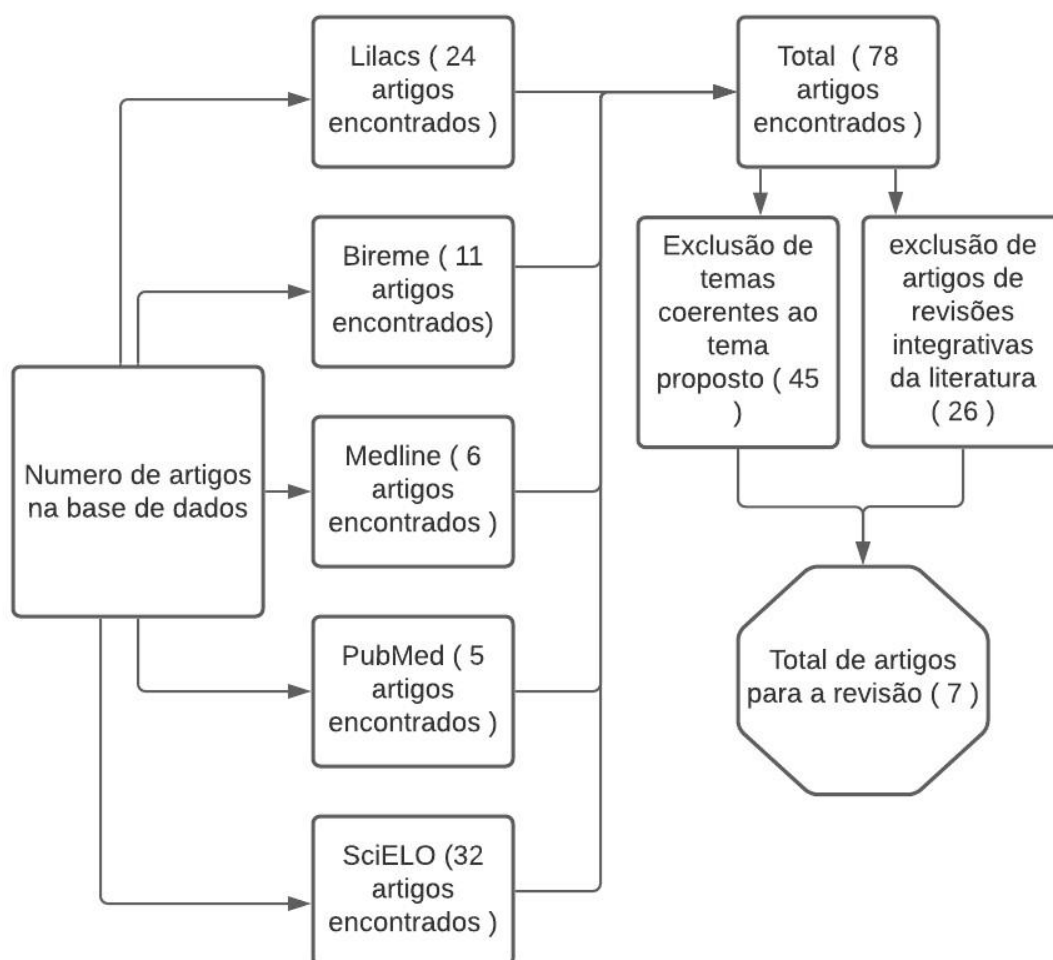 Numero de artigos
na base de dados
Lilacs ( 24
artigos
encontrados )
Bireme ( 11
artigos
encontrados)
Medline ( 6
artigos
encontrados )
PubMed ( 5
artigos
encontrados )
SciELO (32
artigos
encontrados )
Total  ( 78
artigos
encontrados )
Exclusão de
temas
coerentes ao
tema
proposto ( 45
)
exclusão de
artigos de
revisões
integrativas
da literatura
( 26 )
Total de artigos
para a revisão ( 7 )